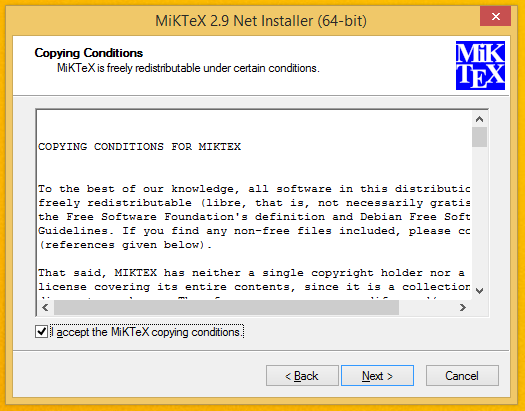 MiKTeX 2.9 Net Installer (64-bit)
Copying Conditions
MiKTeX is freely redistributable under certain conditions.
MiK
TEX
COPYING CONDITIONS FOR MIKTEX
To the best of our knowledge, all software in this distributic
freely redistributable (libre, that is, not necessarily gratis
the Free Software Foundation's definition and Debian Free Soft
Guidelines. If you find any non-free files included, please co
(references given below).
That said, MIKTEX has neither a single copyright holder nor a
license covering its entire contents, since it is a collection
I accept the MiKTeX copying conditions.
< Back
Next >
Cancel